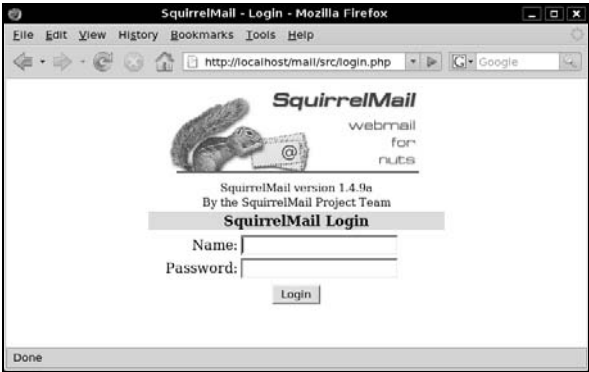 SquirrelMail - Login - Mozilla Firefox
File Edit View History Bookmarks Tools Help
http://localhost/mail/src/login.php G Google
SquirrelMail
webmail
for
nuts
@
SquirrelMail version 1.4.9a
By the SquirrelMail Project Team
SquirrelMail Login
Name:
Password:
Login
Done